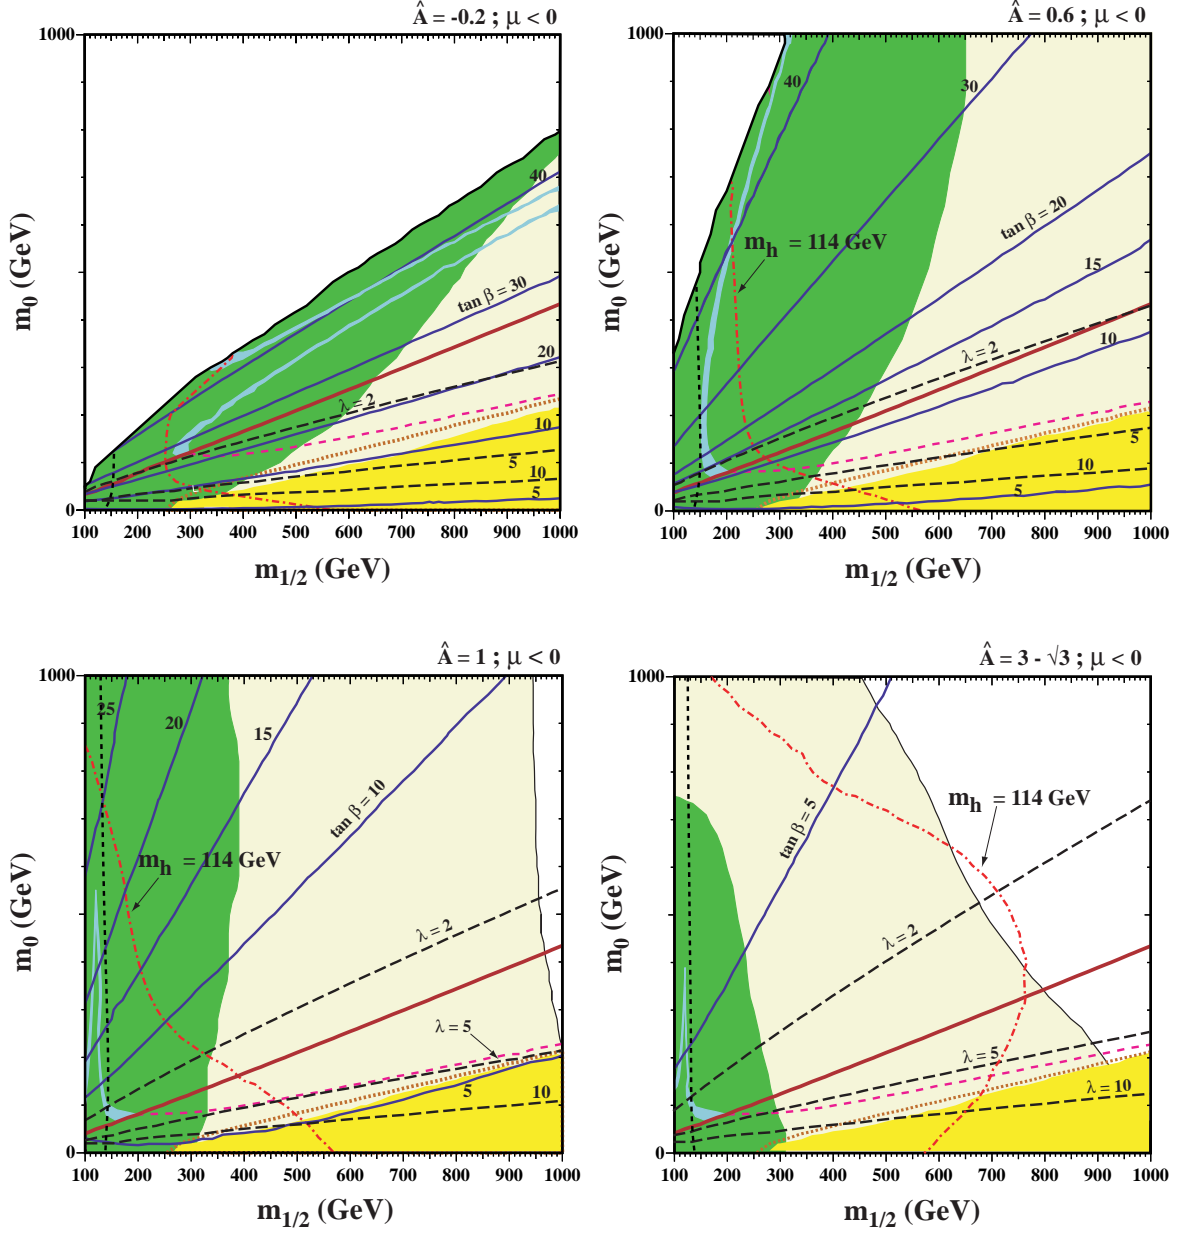 Â = -0.2 ; μ < 0
1000
m0 (GeV)
0
40
tan β = 30
20
λ = 2
10
5
10
5
100 200 300 400 500 600 700 800 900 1000
m1/2 (GeV)
Â = 0.6 ; μ < 0
1000
m0 (GeV)
0
40
30
tan β = 20
mh = 114 GeV
15
λ = 2
10
5
10
5
100 200 300 400 500 600 700 800 900 1000
m1/2 (GeV)
Â = 1 ; μ < 0
1000
m0 (GeV)
0
25
20
15
tan β = 10
mh = 114 GeV
λ = 2
λ = 5
5
10
100 200 300 400 500 600 700 800 900 1000
m1/2 (GeV)
Â = 3 - √3 ; μ < 0
1000
m0 (GeV)
0
mh = 114 GeV
tan β = 5
λ = 2
λ = 5
λ = 10
100 200 300 400 500 600 700 800 900 1000
m1/2 (GeV)